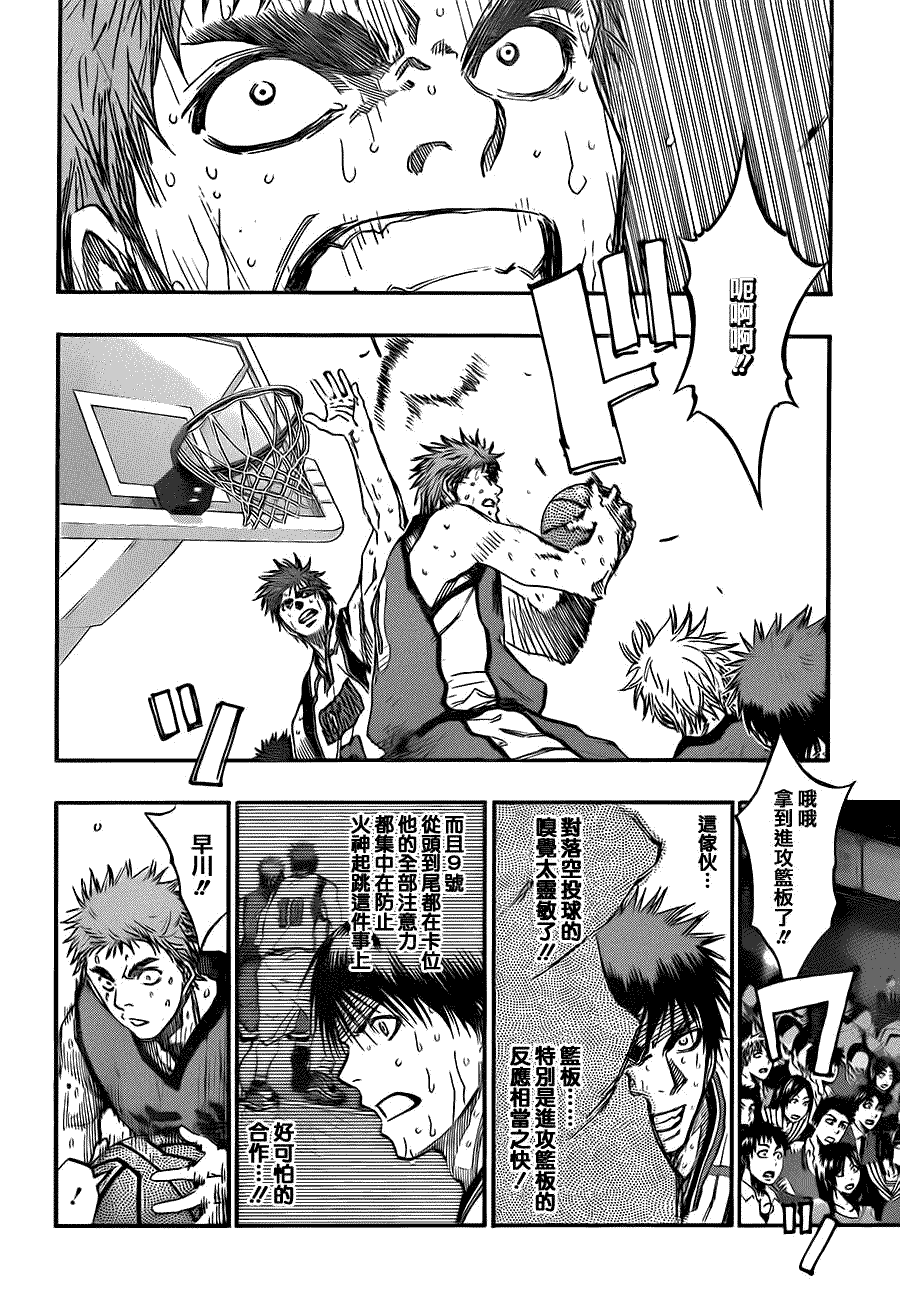 呃啊啊!!
ド
哦哦
拿到進攻籃板了!!
ワ
這傢伙…
對落空投球的
嗅覺太靈敏了!!
籃板………
特別是進攻籃板的
反應相當之快!
而且9號
從頭到尾都在卡位
他的全部注意力
都集中在防止
火神起跳這件事上
好可怕的
合作…!!
10
早川!!
!